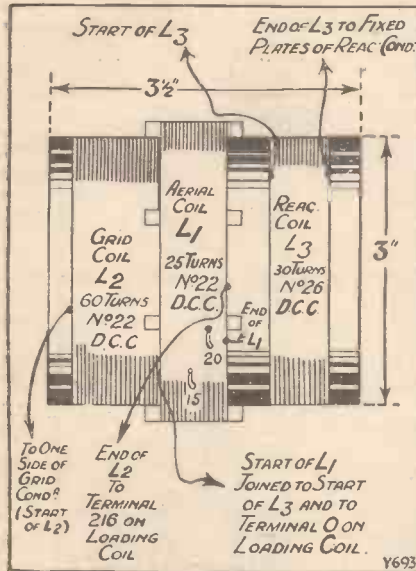 START OF L3
END OF L3 TO FIXED
PLATES OF REAC. COND.
3½"
3"
AERIAL
COIL
L1
25 TURNS
Nº22
D.C.C.
GRID
COIL
L2
60 TURNS
Nº22
D.C.C
REAC.
COIL
L3
30 TURNS
Nº26
D.C.C.
END
OF
L1
20
15
TO ONE
SIDE OF
GRID
CONDR
(START
OF L2)
END OF
L2
TO
TERMINAL
216 ON
LOADING
COIL
START OF L1
JOINED TO START
OF L3 AND TO
TERMINAL O ON
LOADING COIL.
Y693